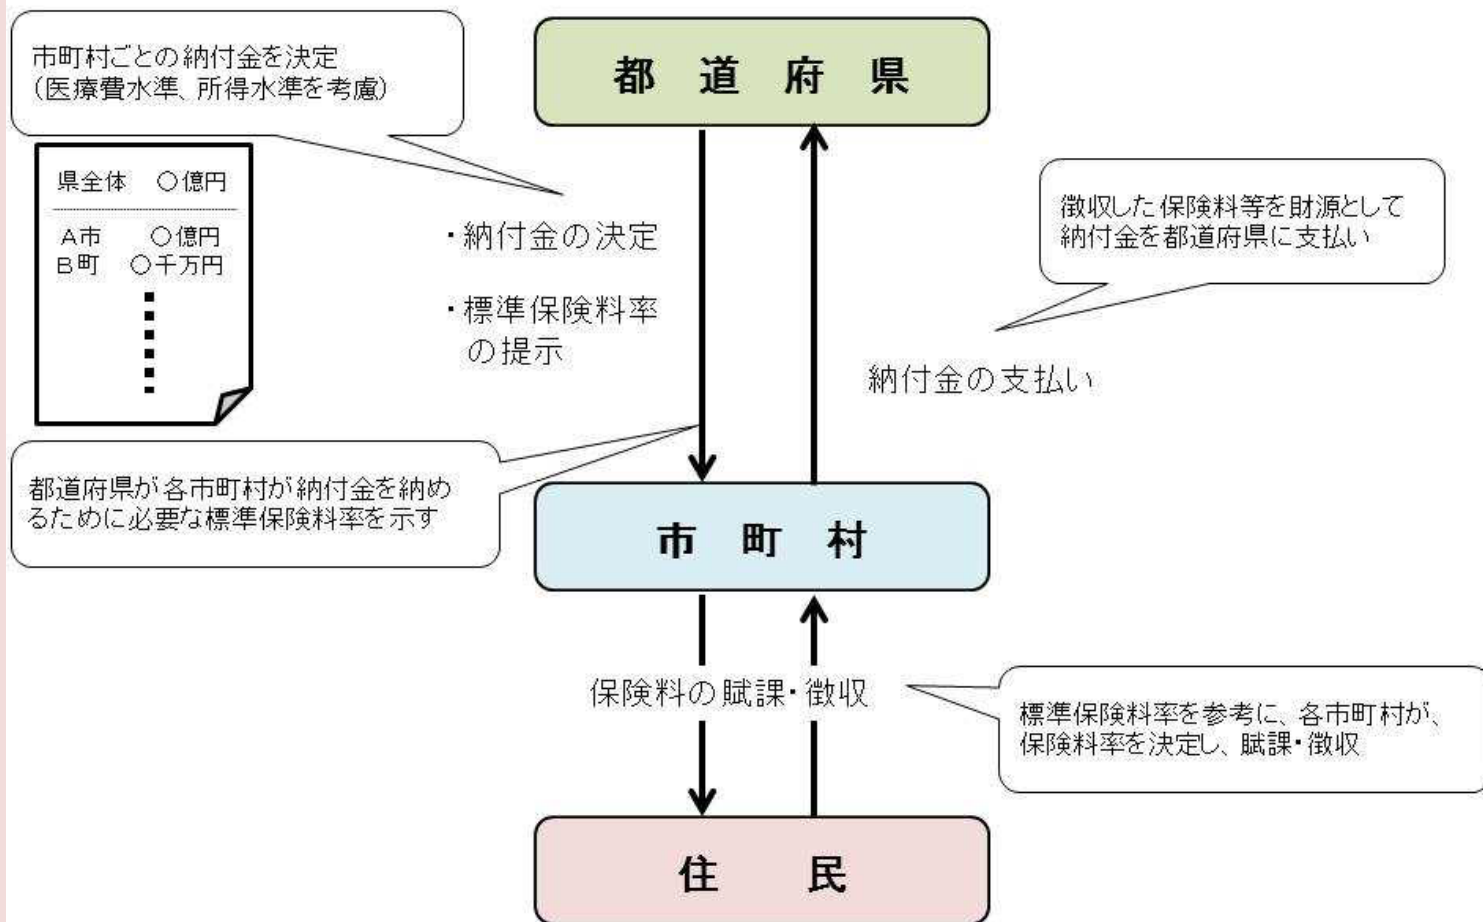 市町村ごとの納付金を決定
(医療費水準、所得水準を考慮)
都道府県
県全体 ○億円
A市 ○億円
B町 ○千万円
・納付金の決定
・標準保険料率
の提示
徴収した保険料等を財源として
納付金を都道府県に支払い
納付金の支払い
都道府県が各市町村が納付金を納め
るために必要な標準保険料率を示す
市町村
保険料の賦課・徴収
標準保険料率を参考に、各市町村が、
保険料率を決定し、賦課・徴収
住民